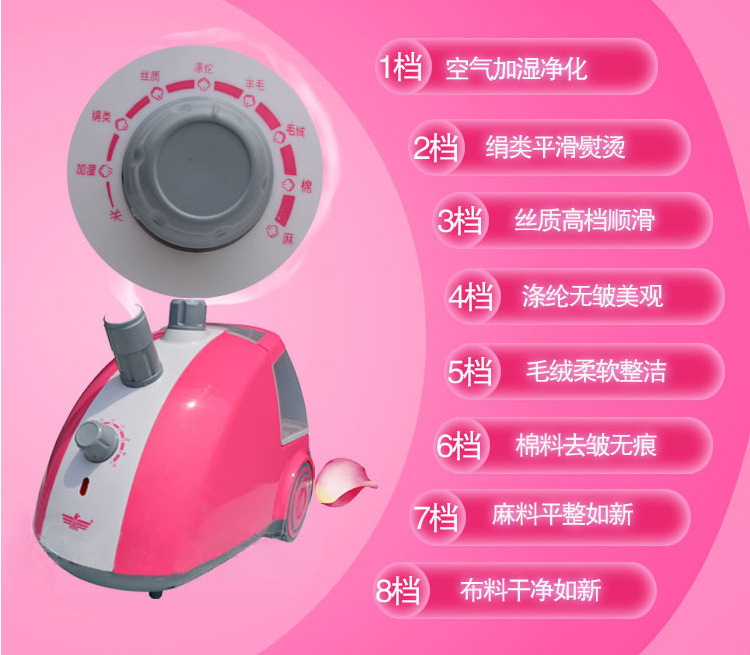 丝质
涤纶
羊毛
绢类
毛绒
加湿
棉
关
麻
1档 空气加湿净化
2档 绢类平滑熨烫
3档 丝质高档顺滑
4档 涤纶无皱美观
5档 毛绒柔软整洁
6档 棉料去皱无痕
7档 麻料平整如新
8档 布料干净如新